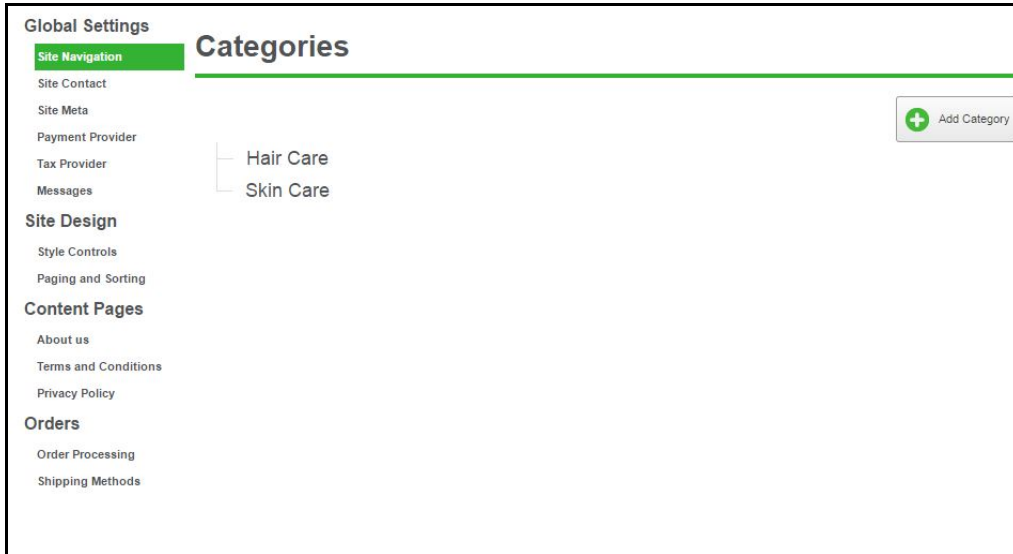 Global Settings
Site Navigation
Site Contact
Site Meta
Payment Provider
Tax Provider
Messages
Site Design
Style Controls
Paging and Sorting
Content Pages
About us
Terms and Conditions
Privacy Policy
Orders
Order Processing
Shipping Methods
Categories
Add Category
Hair Care
Skin Care